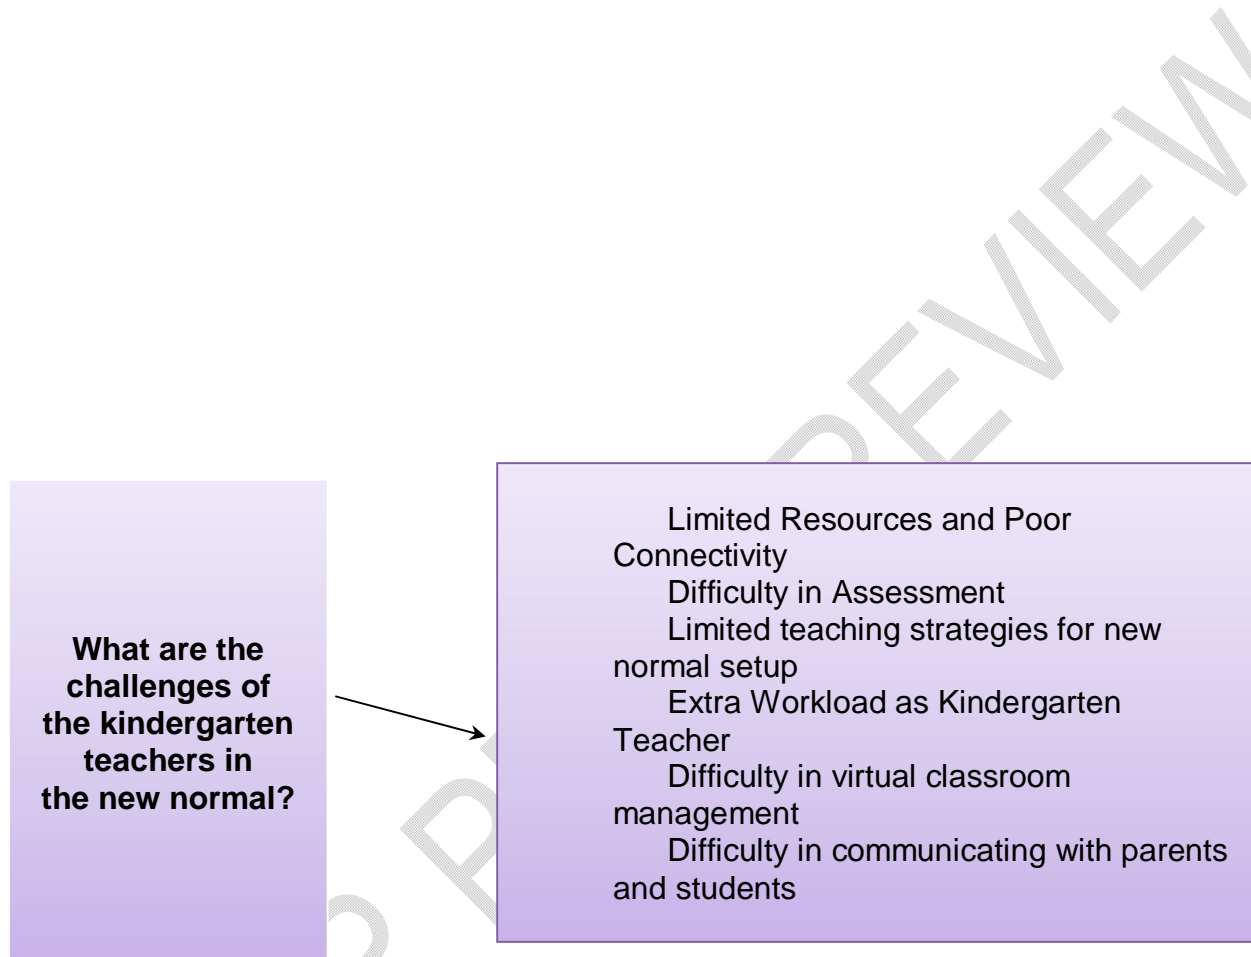 What are the
challenges of
the kindergarten
teachers in
the new normal?
Limited Resources and Poor
Connectivity
Difficulty in Assessment
Limited teaching strategies for new
normal setup
Extra Workload as Kindergarten
Teacher
Difficulty in virtual classroom
management
Difficulty in communicating with parents
and students